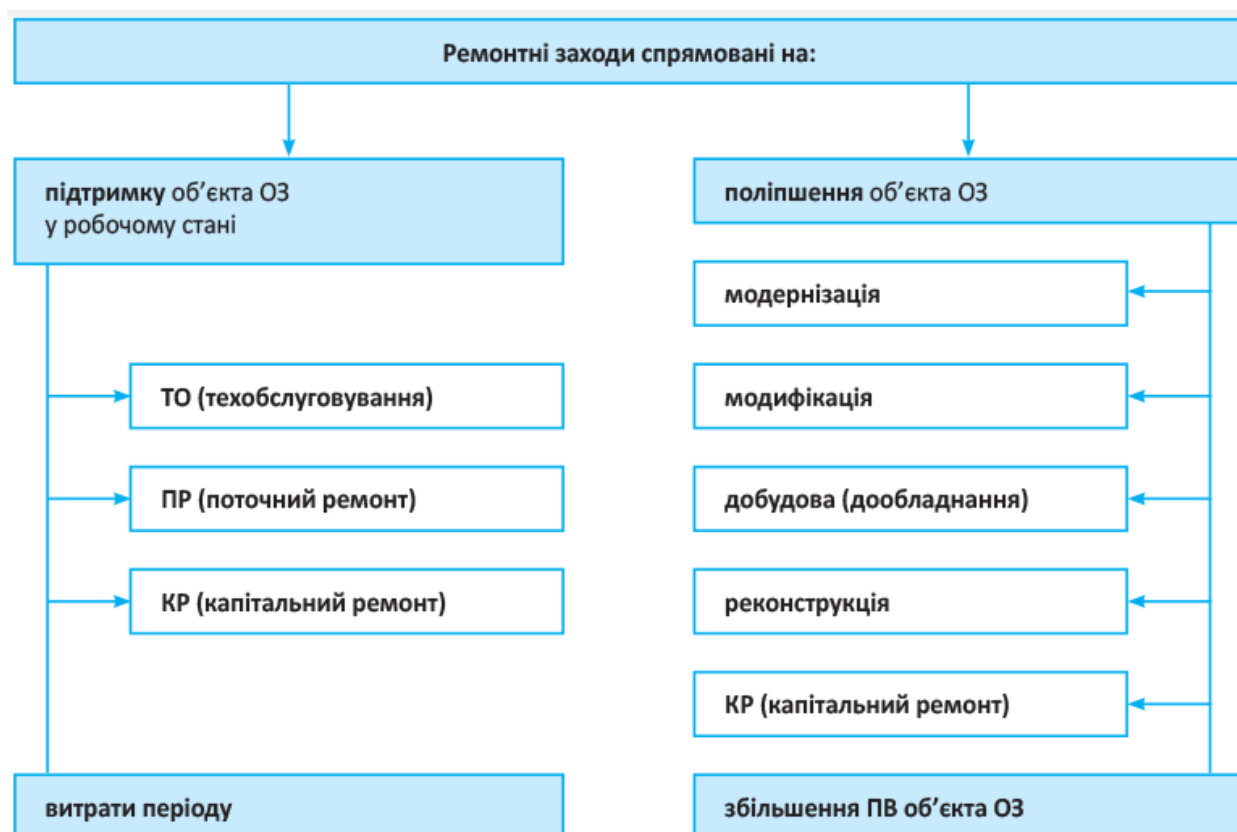 Ремонтні заходи спрямовані на:
підтримку об’єкта ОЗ
у робочому стані
ТО (техобслуговування)
ПР (поточний ремонт)
КР (капітальний ремонт)
витрати періоду
поліпшення об’єкта ОЗ
модернізація
модифікація
добудова (дообладнання)
реконструкція
КР (капітальний ремонт)
збільшення ПВ об’єкта ОЗ